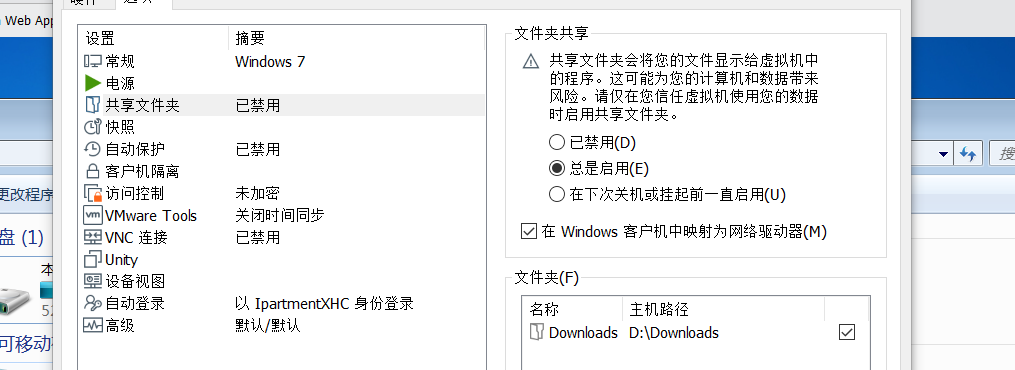 Web App
设置 摘要
常规 Windows 7
电源
共享文件夹 已禁用
快照
自动保护 已禁用
客户机隔离
访问控制 未加密
VMware Tools 关闭时间同步
VNC 连接 已禁用
Unity
设备视图
自动登录 以 IpartmentXHC 身份登录
高级 默认/默认
文件夹共享
共享文件夹会将您的文件显示给虚拟机中
的程序。这可能为您的计算机和数据带来
风险。请仅在您信任虚拟机使用您的数据
时启用共享文件夹。
已禁用(D)
总是启用(E)
在下次关机或挂起前一直启用(U)
在 Windows 客户机中映射为网络驱动器(M)
文件夹(F)
名称 主机路径
Downloads D:\Downloads
更改程序
盘 (1)
可移动